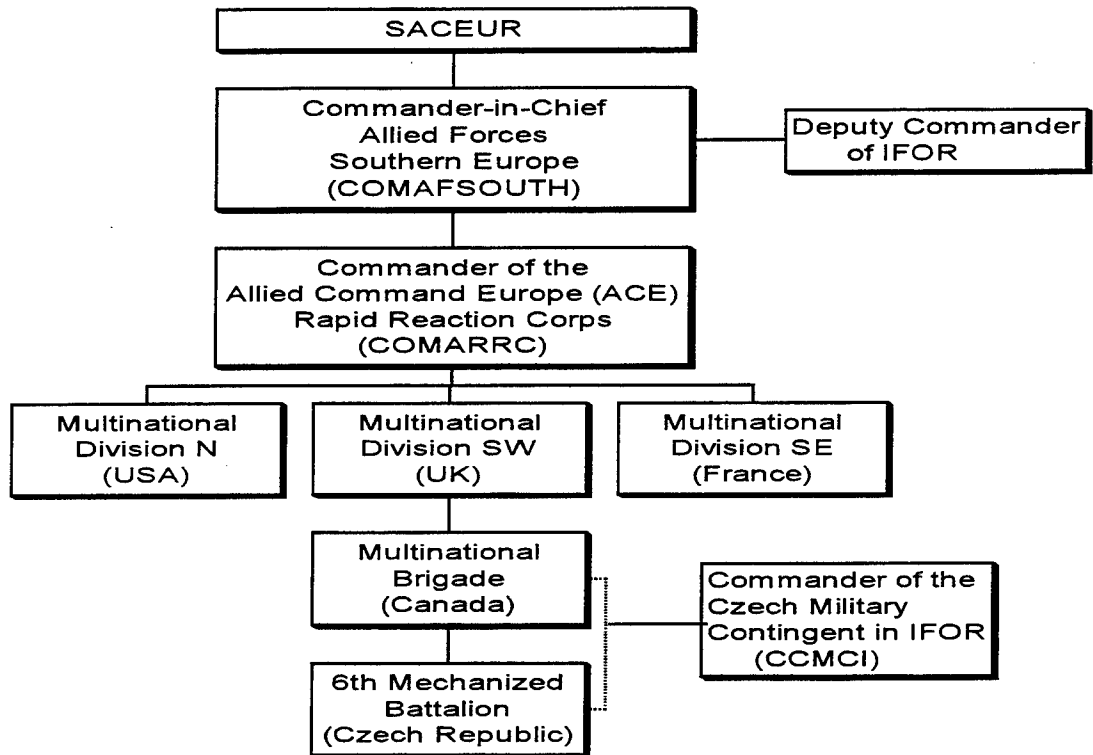 SACEUR
Commander-in-Chief
Allied Forces
Southern Europe
(COMAFSOUTH)
Deputy Commander
of IFOR
Commander of the
Allied Command Europe (ACE)
Rapid Reaction Corps
(COMARRC)
Multinational
Division N
(USA)
Multinational
Division SW
(UK)
Multinational
Division SE
(France)
Multinational
Brigade
(Canada)
Commander of the
Czech Military
Contingent in IFOR
(CCMCI)
6th Mechanized
Battalion
(Czech Republic)